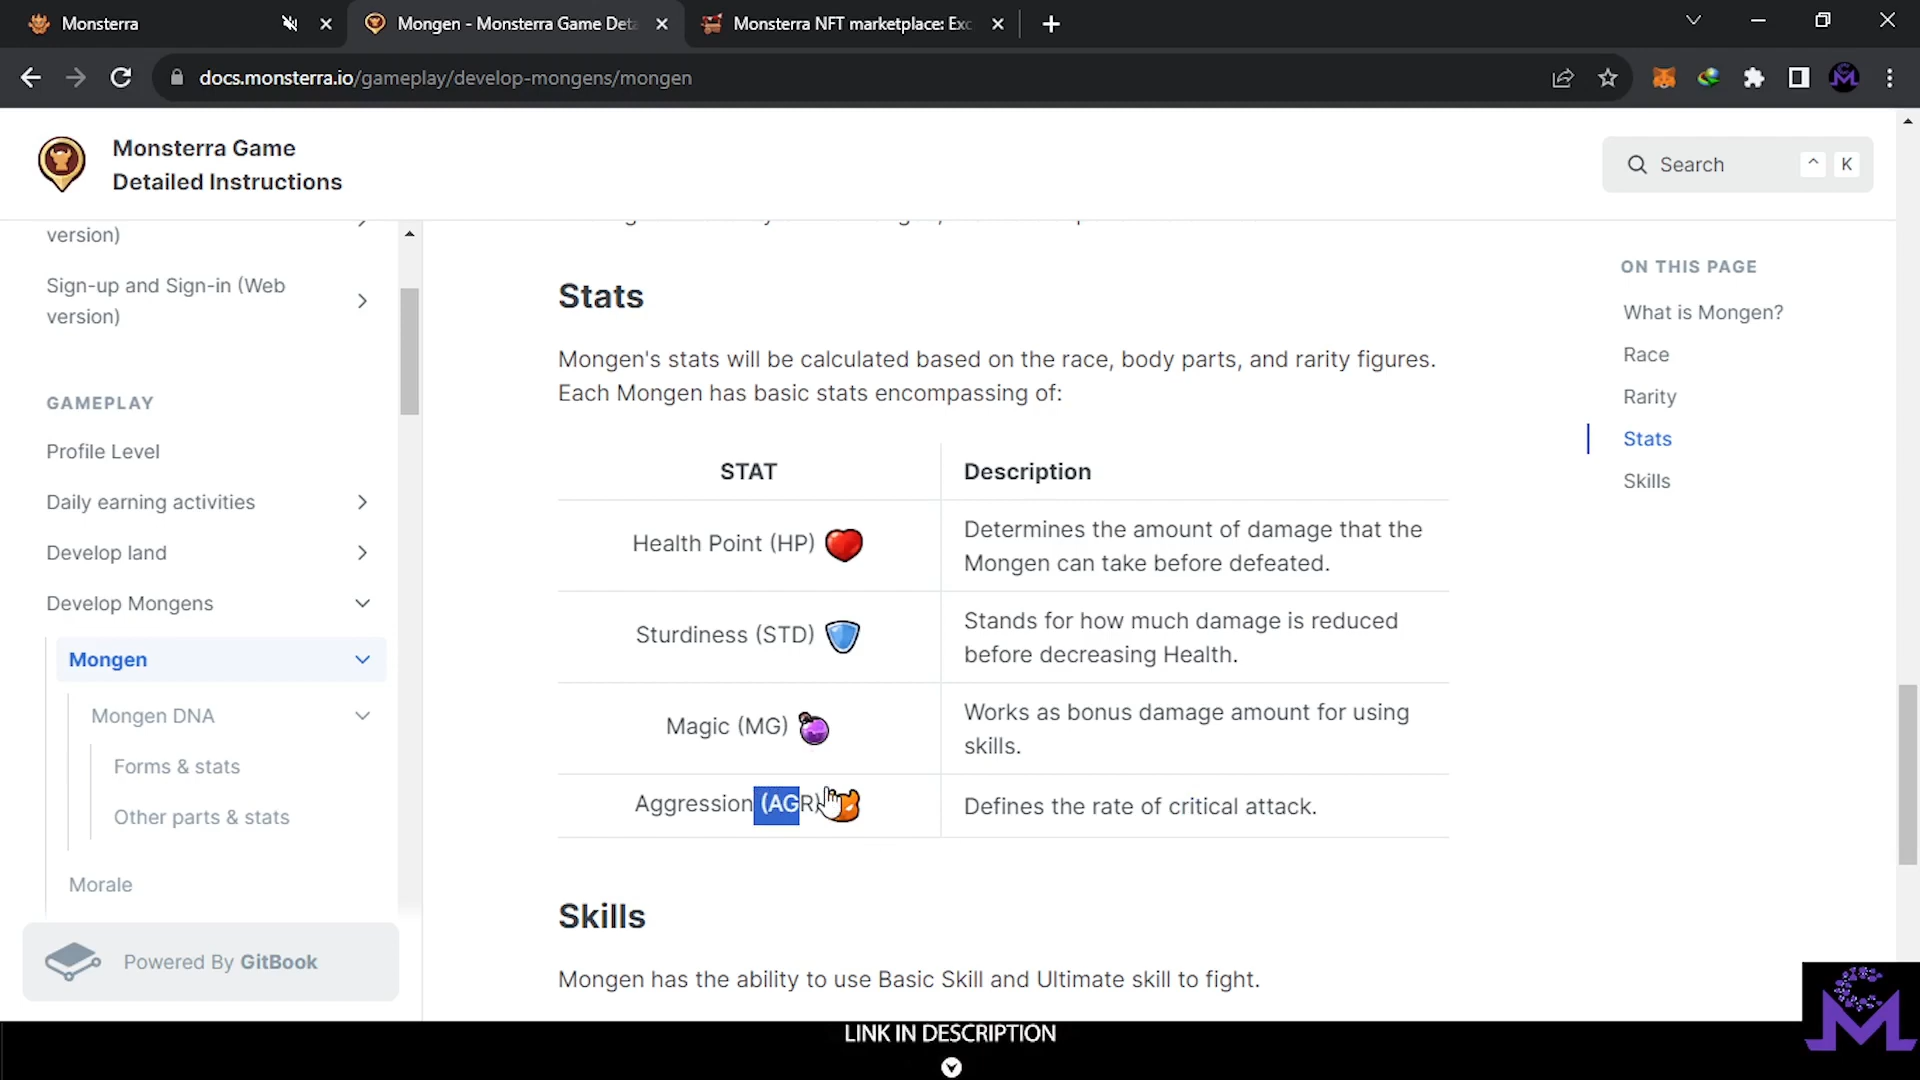 Monsterra
Mongen - Monsterra Game Deta
Monsterra NFT marketplace: Exc
docs.monsterra.io/gameplay/develop-mongens/mongen
Monsterra Game
Detailed Instructions
Search
^
K
version)
Sign-up and Sign-in (Web
version)
GAMEPLAY
Profile Level
Daily earning activities
Develop land
Develop Mongens
Mongen
Mongen DNA
Forms & stats
Other parts & stats
Morale
Powered By GitBook
Stats
Mongen's stats will be calculated based on the race, body parts, and rarity figures.
Each Mongen has basic stats encompassing of:
STAT
Description
Health Point (HP)
Determines the amount of damage that the
Mongen can take before defeated.
Sturdiness (STD)
Stands for how much damage is reduced
before decreasing Health.
Magic (MG)
Works as bonus damage amount for using
skills.
Aggression (AGR)
Defines the rate of critical attack.
Skills
Mongen has the ability to use Basic Skill and Ultimate skill to fight.
ON THIS PAGE
What is Mongen?
Race
Rarity
Stats
Skills
LINK IN DESCRIPTION